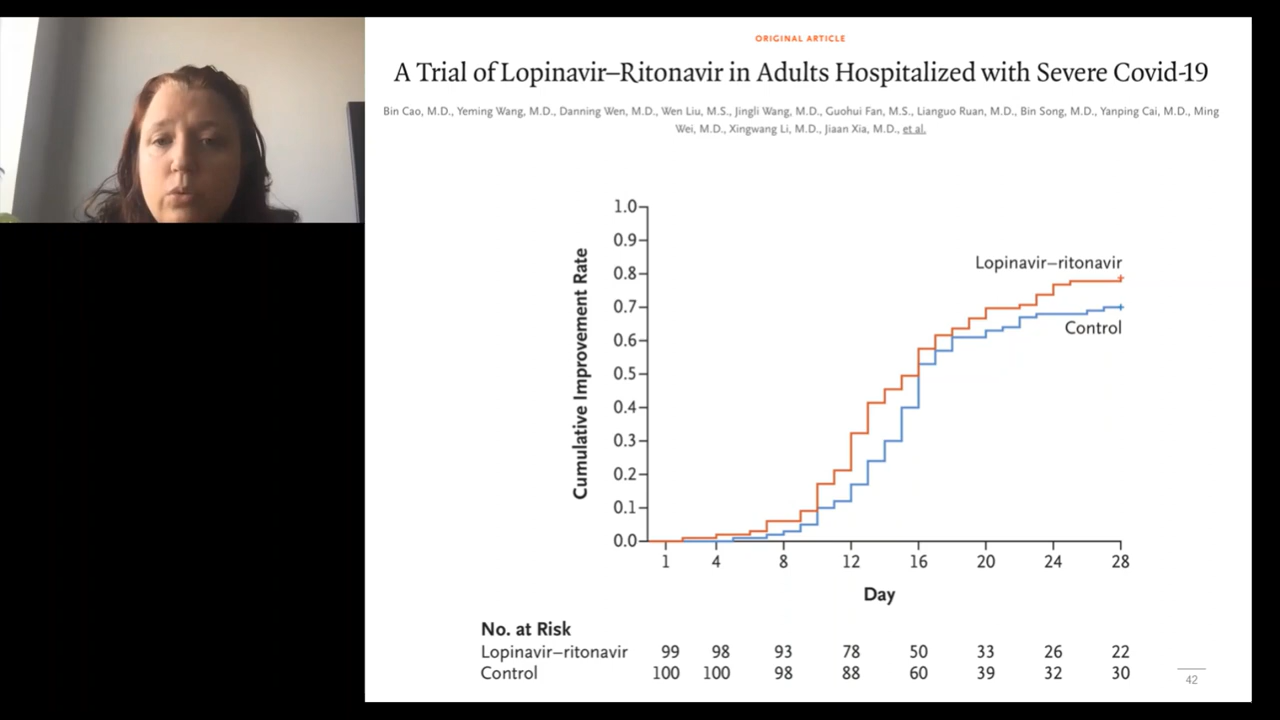 ORIGINAL ARTICLE
A Trial of Lopinavir–Ritonavir in Adults Hospitalized with Severe Covid-19
Bin Cao, M.D., Yeming Wang, M.D., Danning Wen, M.D., Wen Liu, M.S., Jingli Wang, M.D., Guohui Fan, M.S., Lianguo Ruan, M.D., Bin Song, M.D., Yanping Cai, M.D., Ming
Wei, M.D., Xingwang Li, M.D., Jiaan Xia, M.D., et al.
Cumulative Improvement Rate
1.0
0.9
0.8
0.7
0.6
0.5
0.4
0.3
0.2
0.1
0.0
Lopinavir–ritonavir
Control
1 4 8 12 16 20 24 28
Day
No. at Risk
Lopinavir–ritonavir 99 98 93 78 50 33 26 22
Control 100 100 98 88 60 39 32 30
42